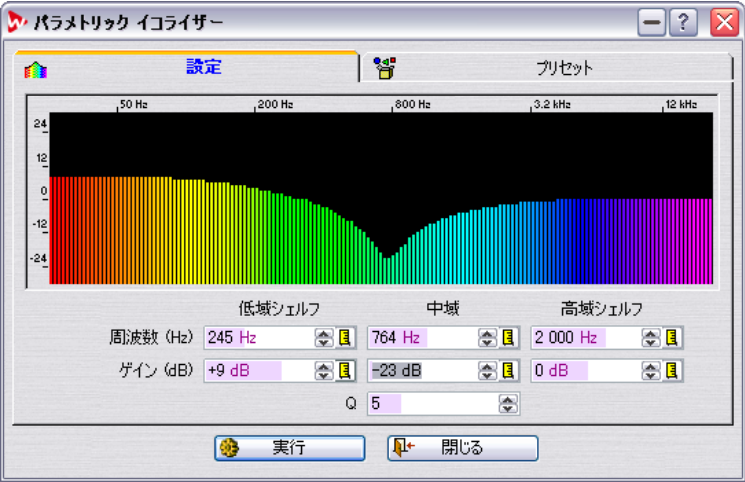 パラメトリック イコライザー
設定 プリセット
50 Hz 200 Hz 800 Hz 3.2 kHz 12 kHz
24
12
0
-12
-24
低域シェルフ 中域 高域シェルフ
周波数 (Hz) 245 Hz 764 Hz 2 000 Hz
ゲイン (dB) +9 dB -23 dB 0 dB
Q 5
実行 閉じる